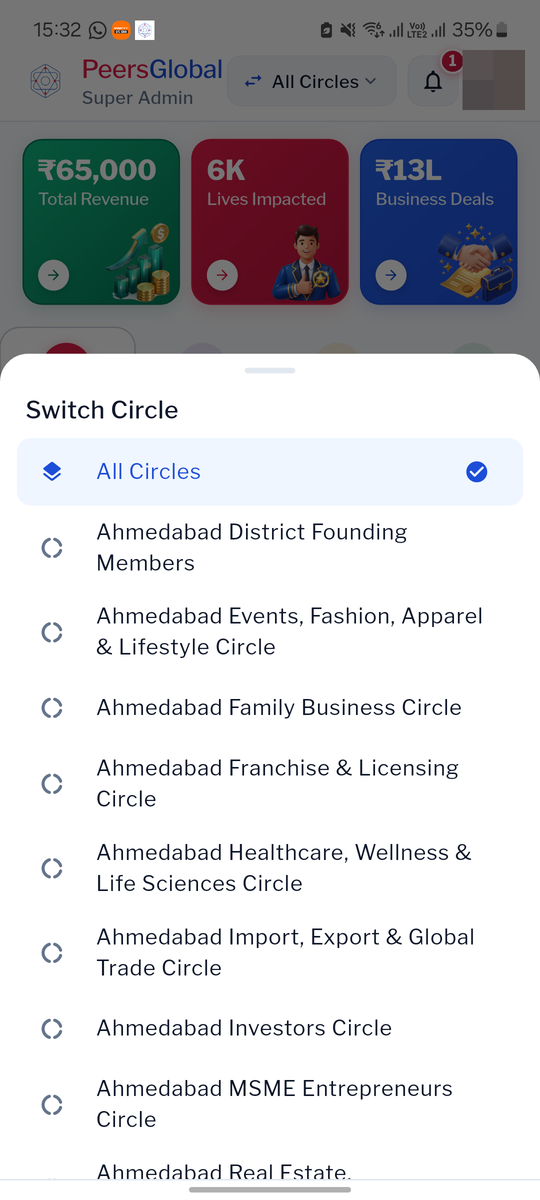 15:32
Vo))
LTE2
35%
PeersGlobal
Super Admin
All Circles
1
₹65,000
Total Revenue
6K
Lives Impacted
₹13L
Business Deals
Switch Circle
All Circles
Ahmedabad District Founding
Members
Ahmedabad Events, Fashion, Apparel
& Lifestyle Circle
Ahmedabad Family Business Circle
Ahmedabad Franchise & Licensing
Circle
Ahmedabad Healthcare, Wellness &
Life Sciences Circle
Ahmedabad Import, Export & Global
Trade Circle
Ahmedabad Investors Circle
Ahmedabad MSME Entrepreneurs
Circle
Ahmedabad Real Estate,